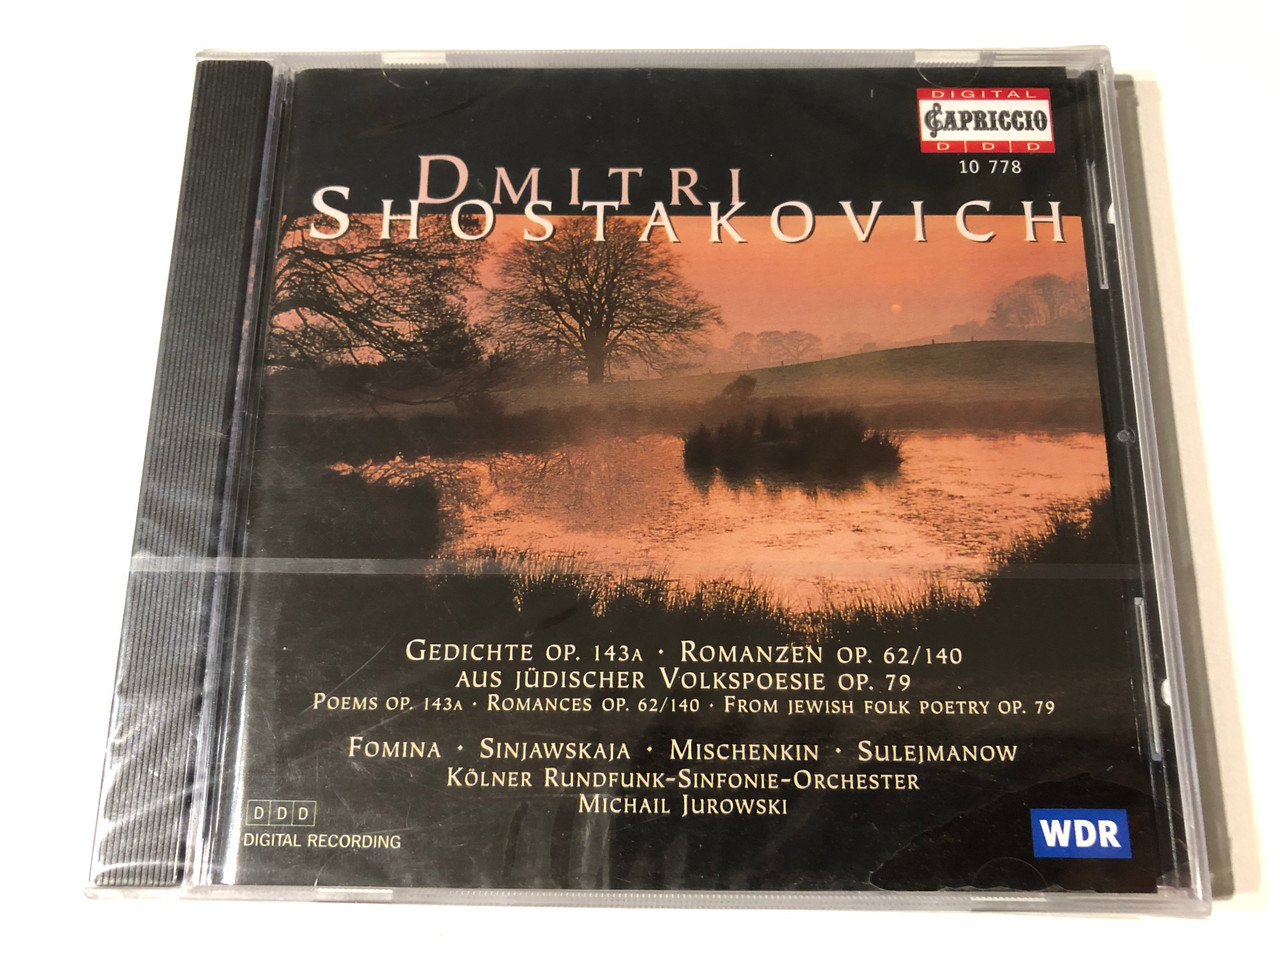 DIGITAL
CAPRICCIO
D D D
10 778
DMITRI
SHOSTAKOVICH
GEDICHTE OP. 143A · ROMANZEN OP. 62/140
AUS JÜDISCHER VOLKSPOESIE OP. 79
POEMS OP. 143A · ROMANCES OP. 62/140 · FROM JEWISH FOLK POETRY OP. 79
FOMINA · SINJAWSKAJA · MISCHENKIN · SULEJMANOW
KÖLNER RUNDFUNK-SINFONIE-ORCHESTER
MICHAIL JUROWSKI
D D D
DIGITAL RECORDING
WDR